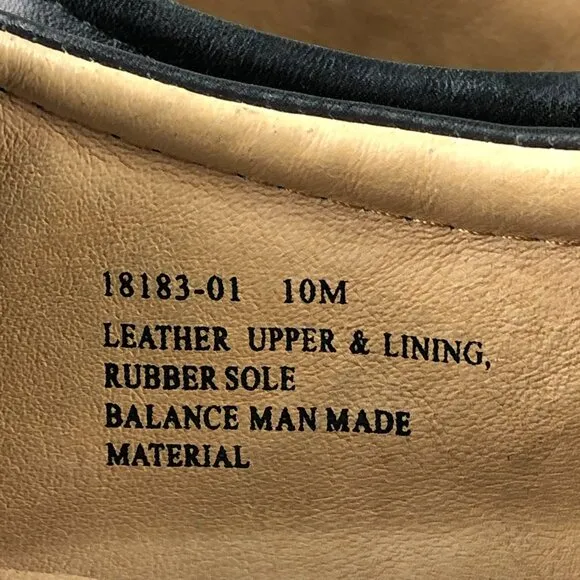 18183-01 10M
LEATHER UPPER & LINING,
RUBBER SOLE
BALANCE MAN MADE
MATERIAL